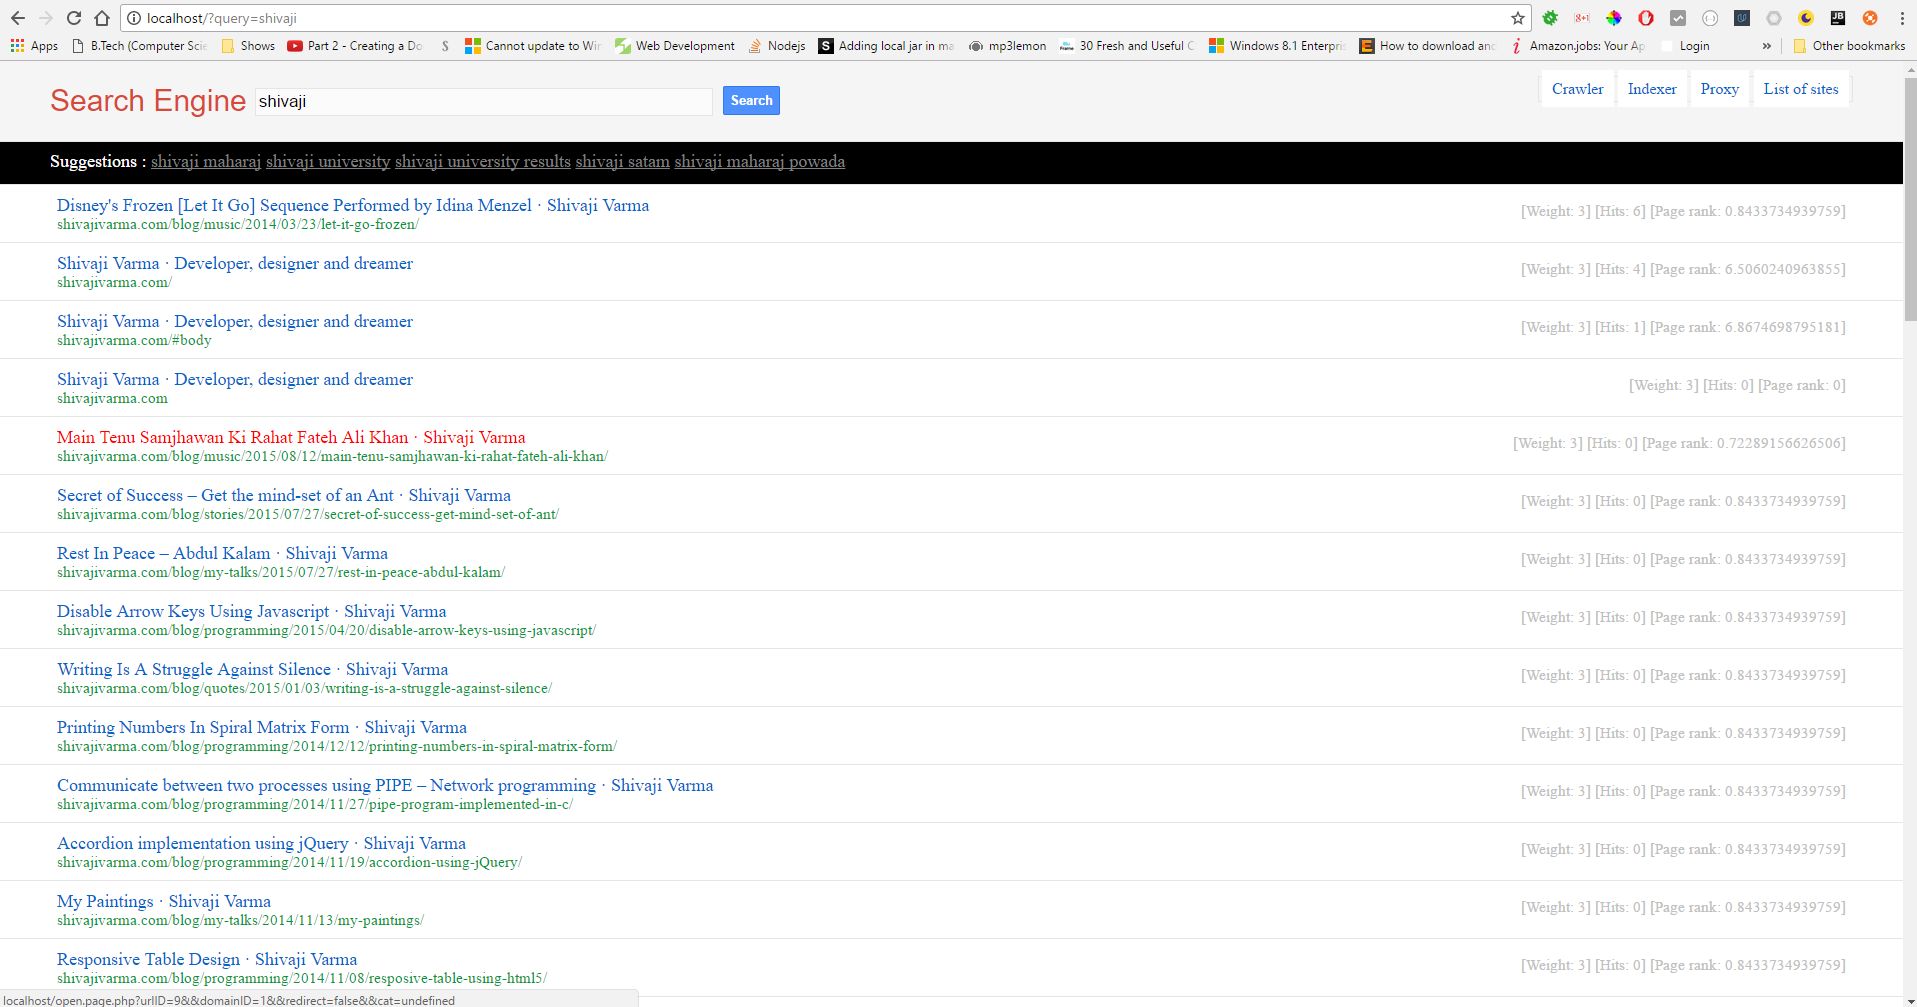 localhost/?query=shivaji
Apps B.Tech (Computer Scie Shows Part 2 - Creating a Do Cannot update to Win Web Development Nodejs Adding local jar in ma mp3lemon 30 Fresh and Useful C Windows 8.1 Enterpri How to download and Amazon.jobs: Your Ap Login » Other bookmarks
Search Engine shivaji Search Crawler Indexer Proxy List of sites
Suggestions : shivaji maharaj shivaji university shivaji university results shivaji satam shivaji maharaj powada
Disney's Frozen [Let It Go] Sequence Performed by Idina Menzel · Shivaji Varma
shivajivarma.com/blog/music/2014/03/23/let-it-go-frozen/
[Weight: 3] [Hits: 6] [Page rank: 0.8433734939759]
Shivaji Varma · Developer, designer and dreamer
shivajivarma.com/
[Weight: 3] [Hits: 4] [Page rank: 6.5060240963855]
Shivaji Varma · Developer, designer and dreamer
shivajivarma.com/#body
[Weight: 3] [Hits: 1] [Page rank: 6.8674698795181]
Shivaji Varma · Developer, designer and dreamer
shivajivarma.com
[Weight: 3] [Hits: 0] [Page rank: 0]
Main Tenu Samjhawan Ki Rahat Fateh Ali Khan · Shivaji Varma
shivajivarma.com/blog/music/2015/08/12/main-tenu-samjhawan-ki-rahat-fateh-ali-khan/
[Weight: 3] [Hits: 0] [Page rank: 0.72289156626506]
Secret of Success – Get the mind-set of an Ant · Shivaji Varma
shivajivarma.com/blog/stories/2015/07/27/secret-of-success-get-mind-set-of-ant/
[Weight: 3] [Hits: 0] [Page rank: 0.8433734939759]
Rest In Peace – Abdul Kalam · Shivaji Varma
shivajivarma.com/blog/my-talks/2015/07/27/rest-in-peace-abdul-kalam/
[Weight: 3] [Hits: 0] [Page rank: 0.8433734939759]
Disable Arrow Keys Using Javascript · Shivaji Varma
shivajivarma.com/blog/programming/2015/04/20/disable-arrow-keys-using-javascript/
[Weight: 3] [Hits: 0] [Page rank: 0.8433734939759]
Writing Is A Struggle Against Silence · Shivaji Varma
shivajivarma.com/blog/quotes/2015/01/03/writing-is-a-struggle-against-silence/
[Weight: 3] [Hits: 0] [Page rank: 0.8433734939759]
Printing Numbers In Spiral Matrix Form · Shivaji Varma
shivajivarma.com/blog/programming/2014/12/12/printing-numbers-in-spiral-matrix-form/
[Weight: 3] [Hits: 0] [Page rank: 0.8433734939759]
Communicate between two processes using PIPE – Network programming · Shivaji Varma
shivajivarma.com/blog/programming/2014/11/27/pipe-program-implemented-in-c/
[Weight: 3] [Hits: 0] [Page rank: 0.8433734939759]
Accordion implementation using jQuery · Shivaji Varma
shivajivarma.com/blog/programming/2014/11/19/accordion-using-jQuery/
[Weight: 3] [Hits: 0] [Page rank: 0.8433734939759]
My Paintings · Shivaji Varma
shivajivarma.com/blog/my-talks/2014/11/13/my-paintings/
[Weight: 3] [Hits: 0] [Page rank: 0.8433734939759]
Responsive Table Design · Shivaji Varma
shivajivarma.com/blog/programming/2014/11/08/resposive-table-using-html5/
[Weight: 3] [Hits: 0] [Page rank: 0.8433734939759]
localhost/open.page.php?urlID=9&&domainID=1&&redirect=false&&cat=undefined